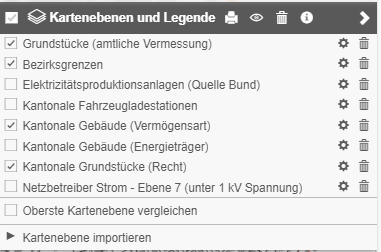 Kartenebenen und Legende
Grundstücke (amtliche Vermessung)
Bezirksgrenzen
Elektrizitätsproduktionsanlagen (Quelle Bund)
Kantonale Fahrzeugladestationen
Kantonale Gebäude (Vermögensart)
Kantonale Gebäude (Energieträger)
Kantonale Grundstücke (Recht)
Netzbetreiber Strom - Ebene 7 (unter 1 kV Spannung)
Oberste Kartenebene vergleichen
Kartenebene importieren